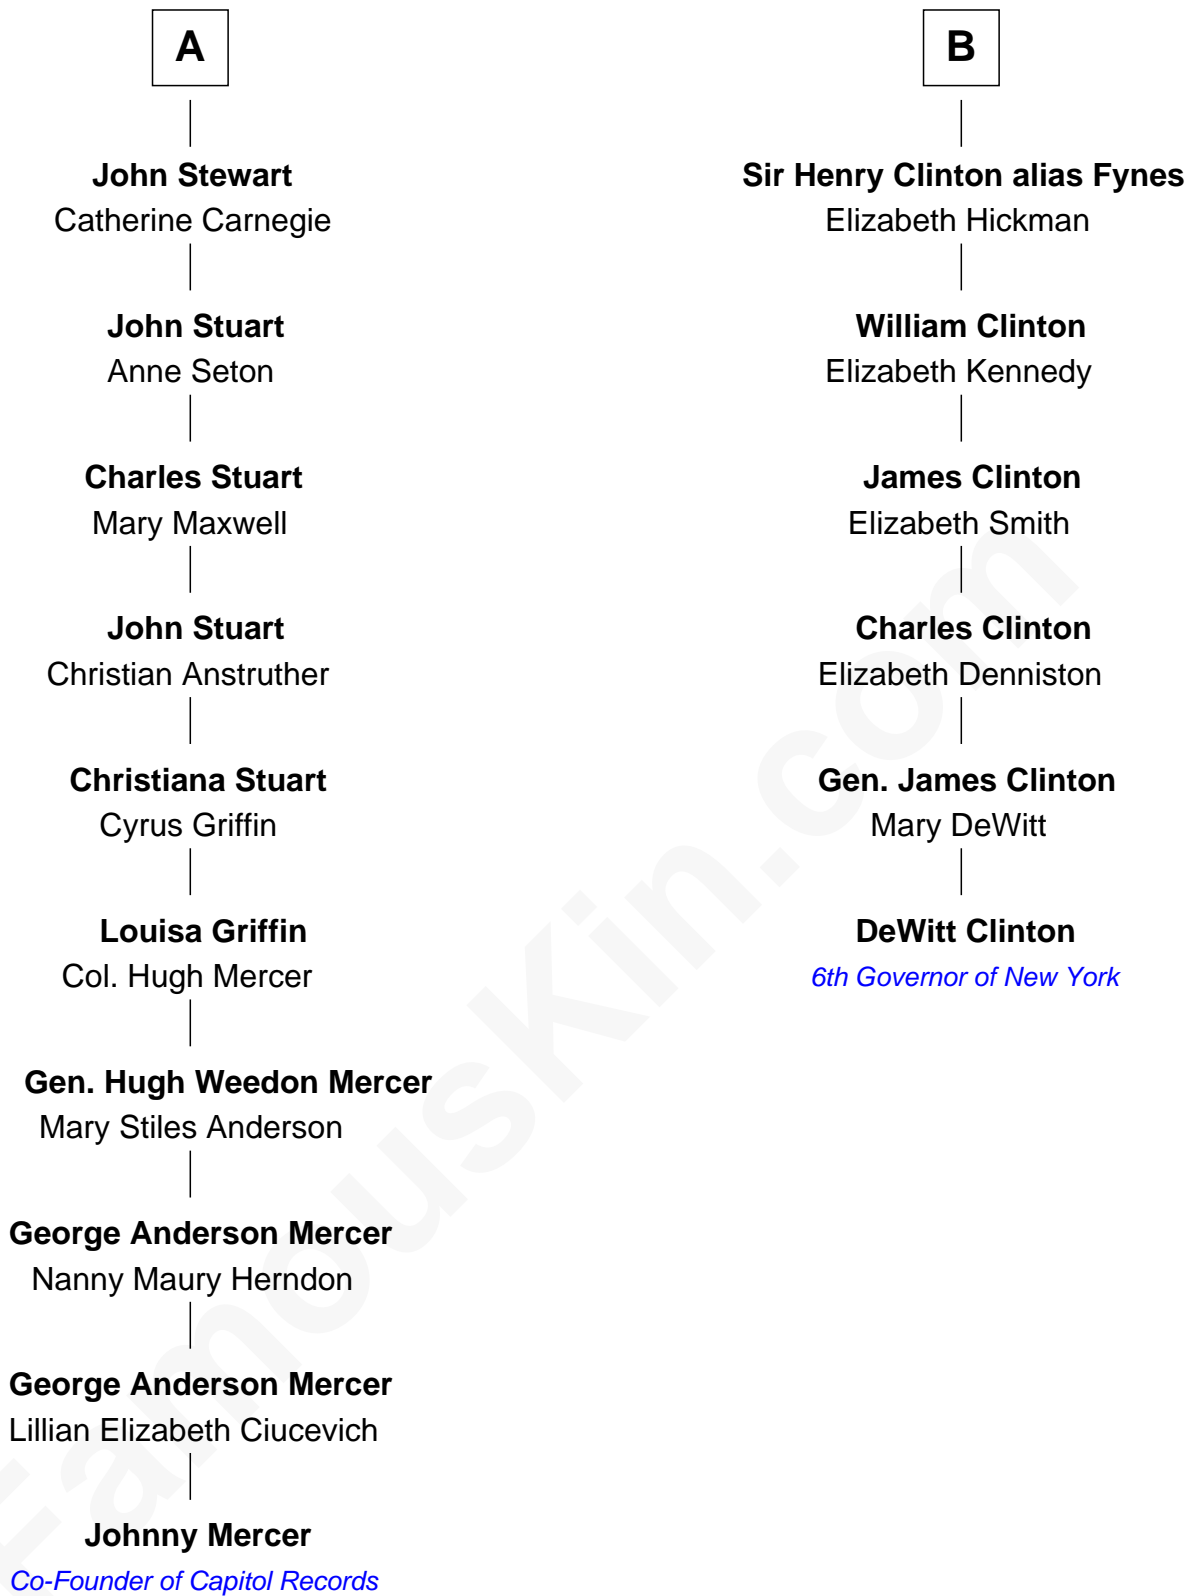 A
John Stewart
Catherine Carnegie
John Stuart
Anne Seton
Charles Stuart
Mary Maxwell
John Stuart
Christian Anstruther
Christiana Stuart
Cyrus Griffin
Louisa Griffin
Col. Hugh Mercer
Gen. Hugh Weedon Mercer
Mary Stiles Anderson
George Anderson Mercer
Nanny Maury Herndon
George Anderson Mercer
Lillian Elizabeth Ciucevich
Johnny Mercer
Co-Founder of Capitol Records
B
Sir Henry Clinton alias Fynes
Elizabeth Hickman
William Clinton
Elizabeth Kennedy
James Clinton
Elizabeth Smith
Charles Clinton
Elizabeth Denniston
Gen. James Clinton
Mary DeWitt
DeWitt Clinton
6th Governor of New York
FamousKin.com